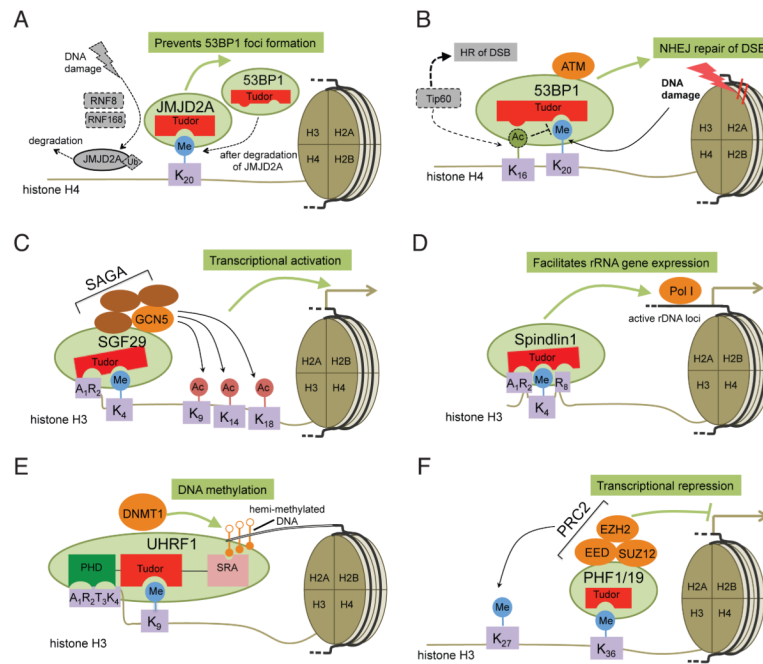 A
Prevents 53BP1 foci formation
DNA
damage
RNF8
RNF168
degradation
JMJD2A
Ub
JMJD2A
Tudor
Me
K20
53BP1
Tudor
after degradation
of JMJD2A
histone H4
H3 H2A
H4 H2B
B
HR of DSB
Tip60
ATM
53BP1
Tudor
Ac
Me
K16
K20
NHEJ repair of DSB
DNA
damage
histone H4
H3 H2A
H4 H2B
C
Transcriptional activation
SAGA
GCN5
SGF29
Tudor
A1R2
Me
K4
Ac
Ac
Ac
K9
K14
K18
histone H3
H2A H2B
H3 H4
D
Facilitates rRNA gene expression
Pol I
active rDNA loci
Spindlin1
Tudor
A1R2
Me
R8
K4
histone H3
H2A H2B
H3 H4
E
DNA methylation
DNMT1
hemi-methylated
DNA
UHRF1
PHD
Tudor
SRA
A1R2T3K4
Me
K9
histone H3
H2A H2B
H3 H4
F
Transcriptional repression
PRC2
EZH2
EED
SUZ12
PHF1/19
Tudor
Me
Me
K27
K36
histone H3
H2A H2B
H3 H4